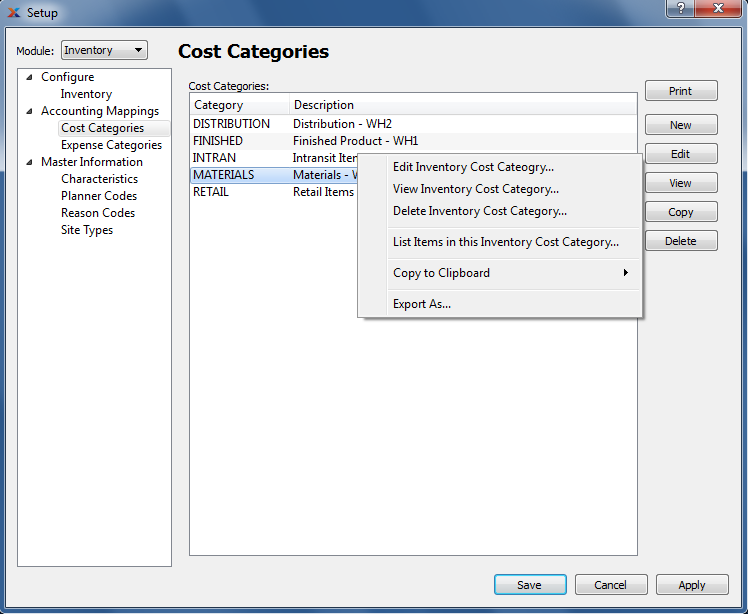 Setup
?
Module: Inventory
Cost Categories
Configure
Inventory
Accounting Mappings
Cost Categories
Expense Categories
Master Information
Characteristics
Planner Codes
Reason Codes
Site Types
Cost Categories:
Category Description
DISTRIBUTION Distribution - WH2
FINISHED Finished Product - WH1
INTRAN Intransit
MATERIALS Materials -
RETAIL Retail Items
Edit Inventory Cost Cateogry...
View Inventory Cost Category...
Delete Inventory Cost Category...
List Items in this Inventory Cost Category...
Copy to Clipboard
Export As...
Print
New
Edit
View
Copy
Delete
Save Cancel Apply